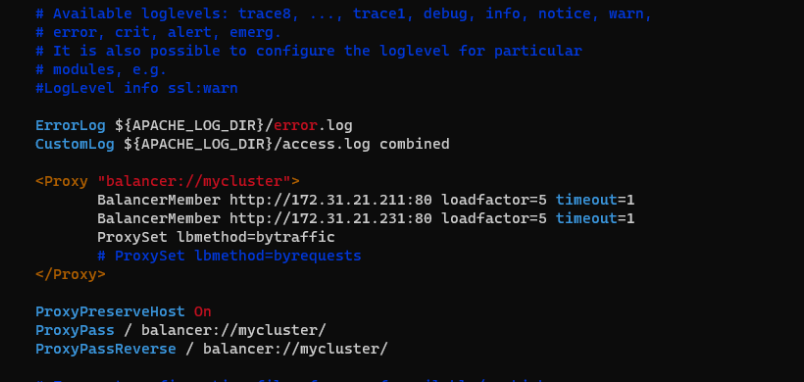 # Available loglevels: trace8, ..., trace1, debug, info, notice, warn,
# error, crit, alert, emerg.
# It is also possible to configure the loglevel for particular
# modules, e.g.
#LogLevel info ssl:warn
ErrorLog ${APACHE_LOG_DIR}/error.log
CustomLog ${APACHE_LOG_DIR}/access.log combined
<Proxy "balancer://mycluster">
BalancerMember http://172.31.21.211:80 loadfactor=5 timeout=1
BalancerMember http://172.31.21.231:80 loadfactor=5 timeout=1
ProxySet lbmethod=bytraffic
# ProxySet lbmethod=byrequests
</Proxy>
ProxyPreserveHost On
ProxyPass / balancer://mycluster/
ProxyPassReverse / balancer://mycluster/